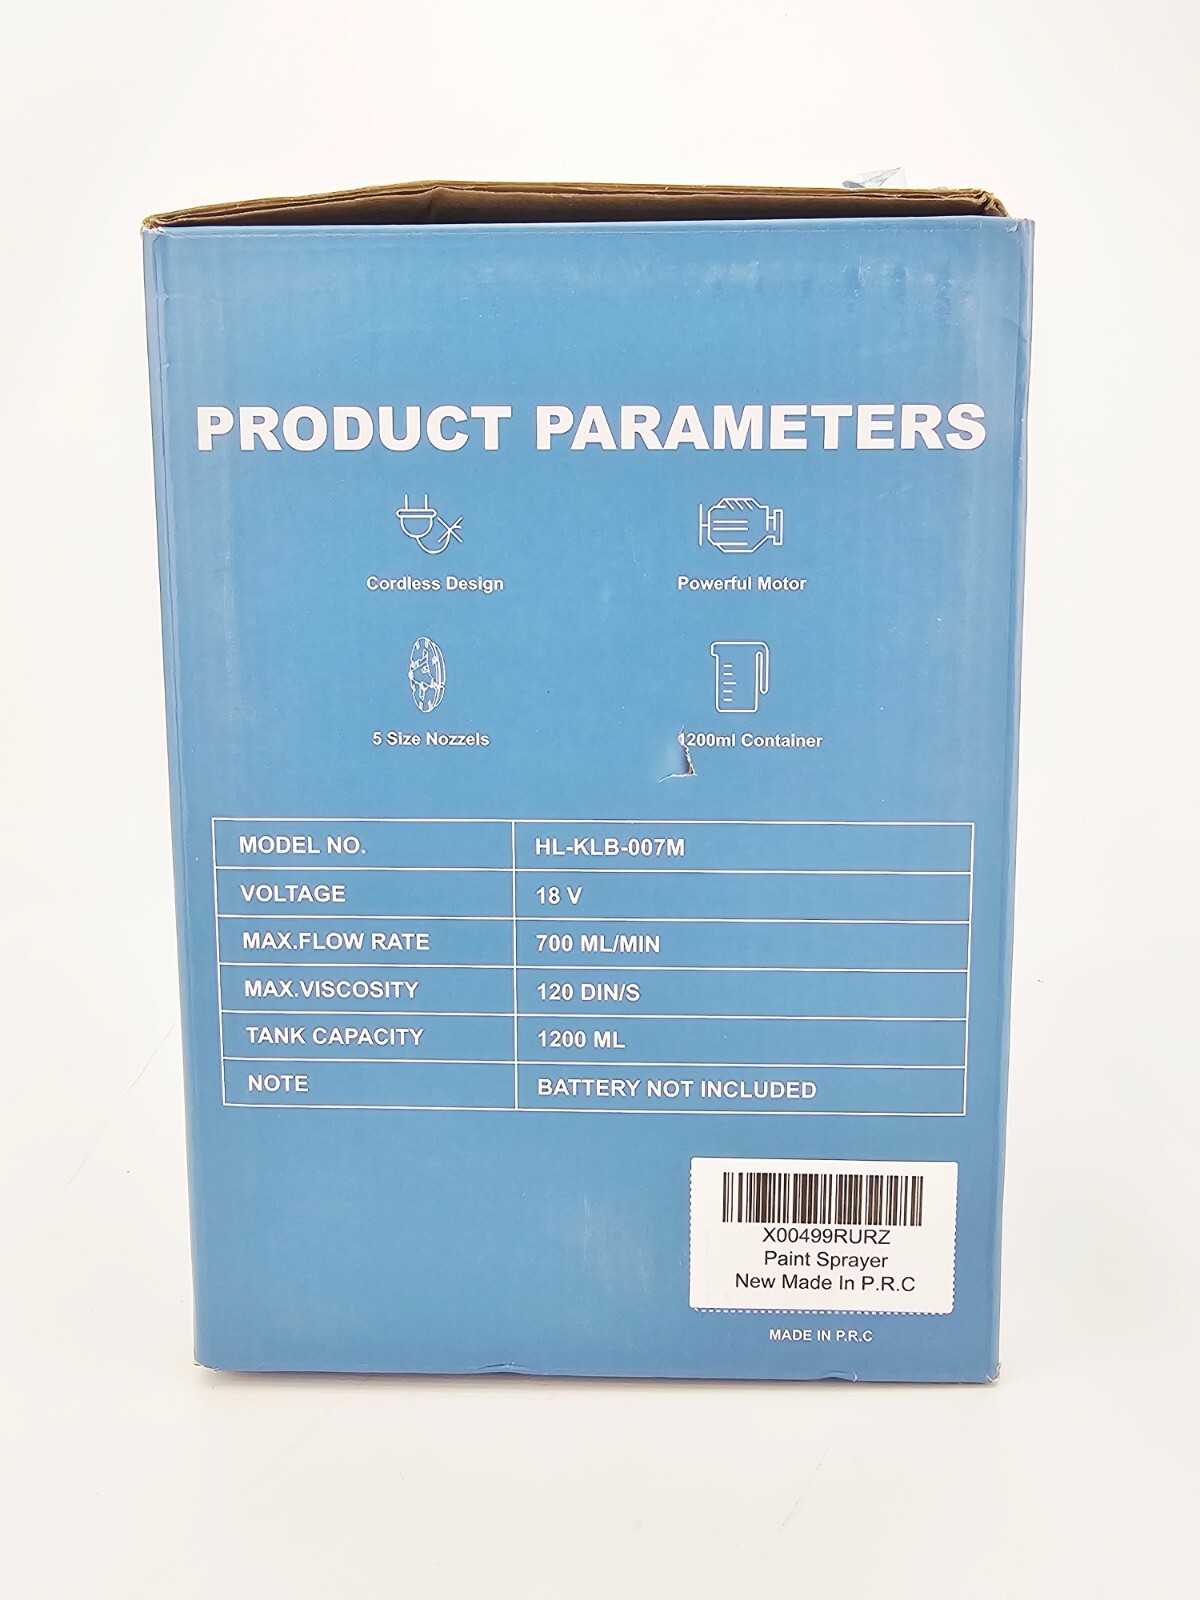 PRODUCT PARAMETERS
Cordless Design
Powerful Motor
5 Size Nozzels
1200ml Container
MODEL NO. HL-KLB-007M
VOLTAGE 18 V
MAX.FLOW RATE 700 ML/MIN
MAX.VISCOSITY 120 DIN/S
TANK CAPACITY 1200 ML
NOTE BATTERY NOT INCLUDED
X00499RURZ
Paint Sprayer
New Made In P.R.C
MADE IN P.R.C